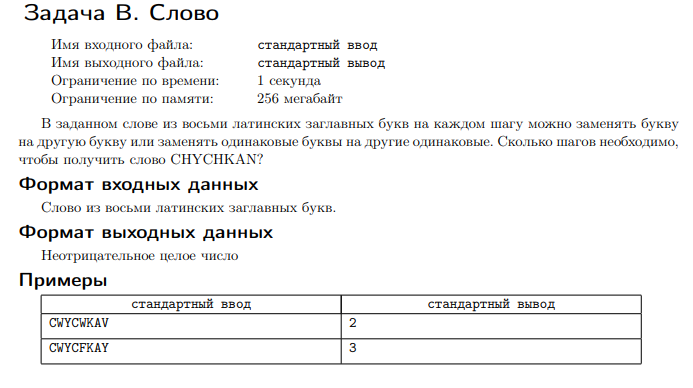 Задача B. Слово
Имя входного файла: стандартный ввод
Имя выходного файла: стандартный вывод
Ограничение по времени: 1 секунда
Ограничение по памяти: 256 мегабайт
В заданном слове из восьми латинских заглавных букв на каждом шагу можно заменять букву
на другую букву или заменять одинаковые буквы на другие одинаковые. Сколько шагов необходимо,
чтобы получить слово CHYCHKAN?
Формат входных данных
Слово из восьми латинских заглавных букв.
Формат выходных данных
Неотрицательное целое число
Примеры
стандартный ввод стандартный вывод
CWYCWKAV 2
CWYCFKAY 3